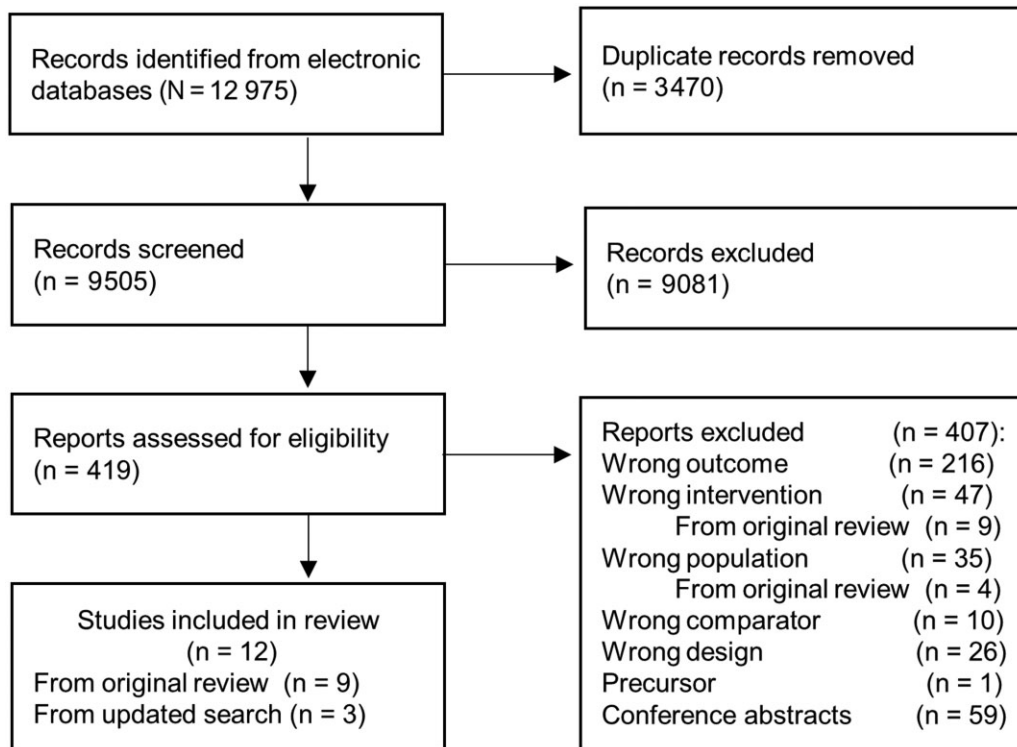 Records identified from electronic
databases (N = 12 975)
Duplicate records removed
(n = 3470)
Records screened
(n = 9505)
Records excluded
(n = 9081)
Reports assessed for eligibility
(n = 419)
Reports excluded (n = 407):
Wrong outcome (n = 216)
Wrong intervention (n = 47)
From original review (n = 9)
Wrong population (n = 35)
From original review (n = 4)
Wrong comparator (n = 10)
Wrong design (n = 26)
Precursor (n = 1)
Conference abstracts (n = 59)
Studies included in review
(n = 12)
From original review (n = 9)
From updated search (n = 3)